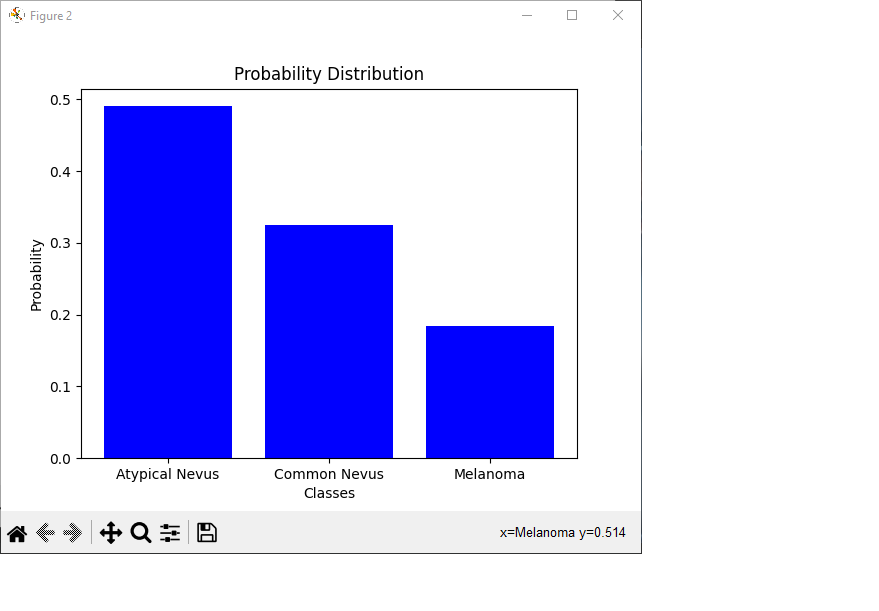 Figure 2
Probability Distribution
0.5
0.4
0.3
0.2
0.1
0.0
Probability
Atypical Nevus Common Nevus Melanoma
Classes
x=Melanoma y=0.514